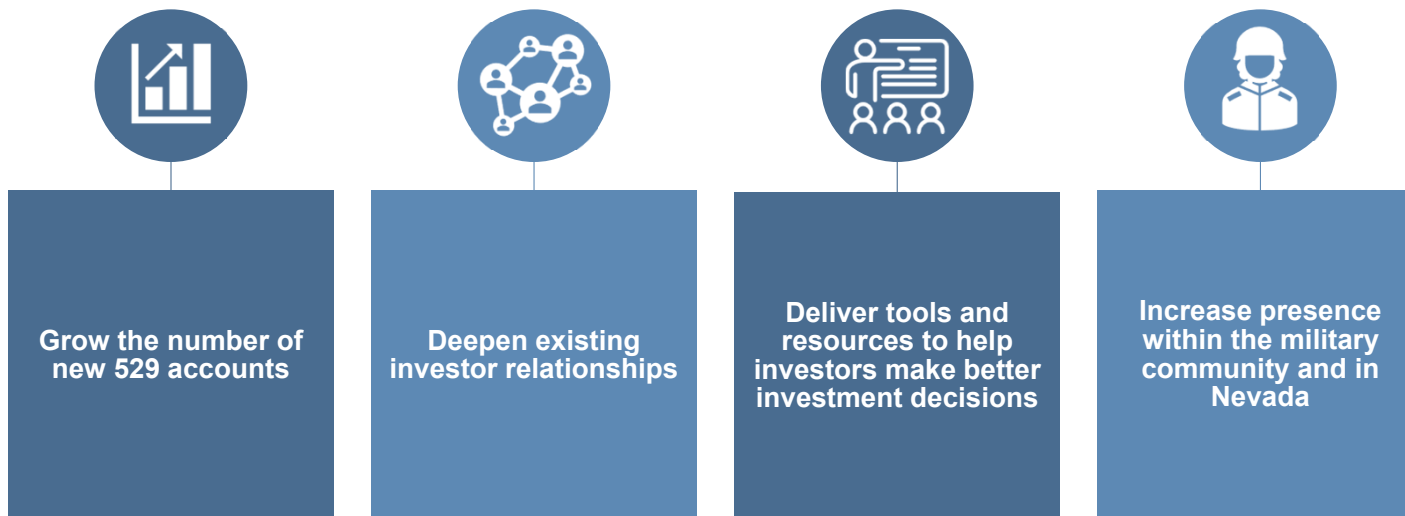 Grow the number of
new 529 accounts
Deepen existing
investor relationships
Deliver tools and
resources to help
investors make better
investment decisions
Increase presence
within the military
community and in
Nevada